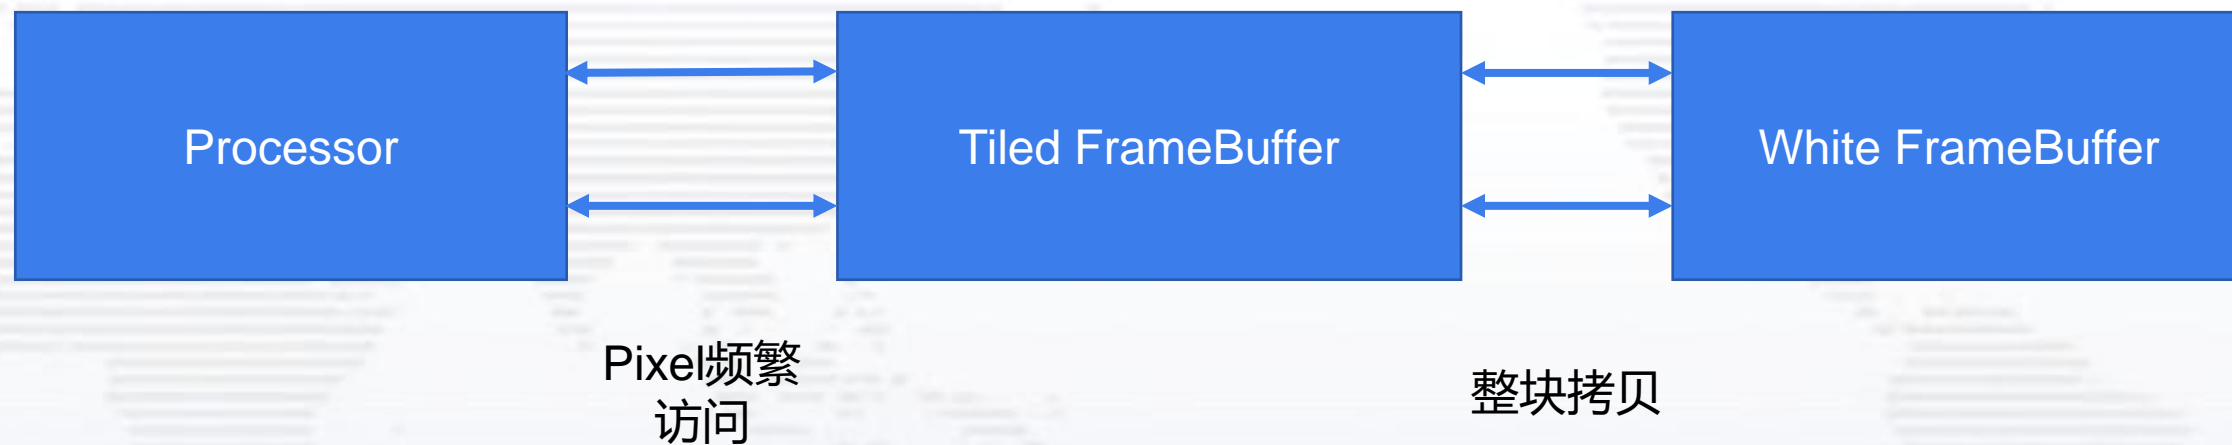 Processor
Tiled FrameBuffer
White FrameBuffer
Pixel频繁
访问
整块拷贝